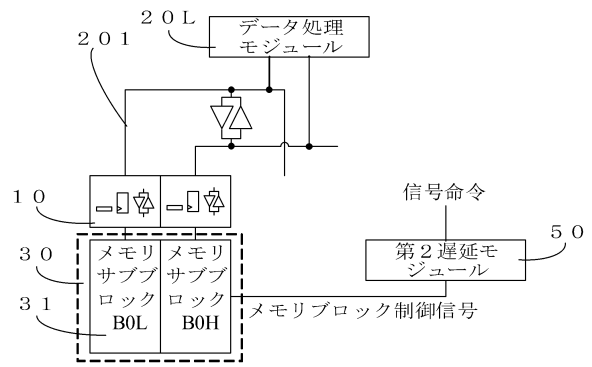 20L
データ処理
モジュール
201
10
信号命令
50
第2遅延モ
ジュール
30
31
メモリ
サブブ
ロック
B0L
メモリ
サブブ
ロック
B0H
メモリブロック制御信号